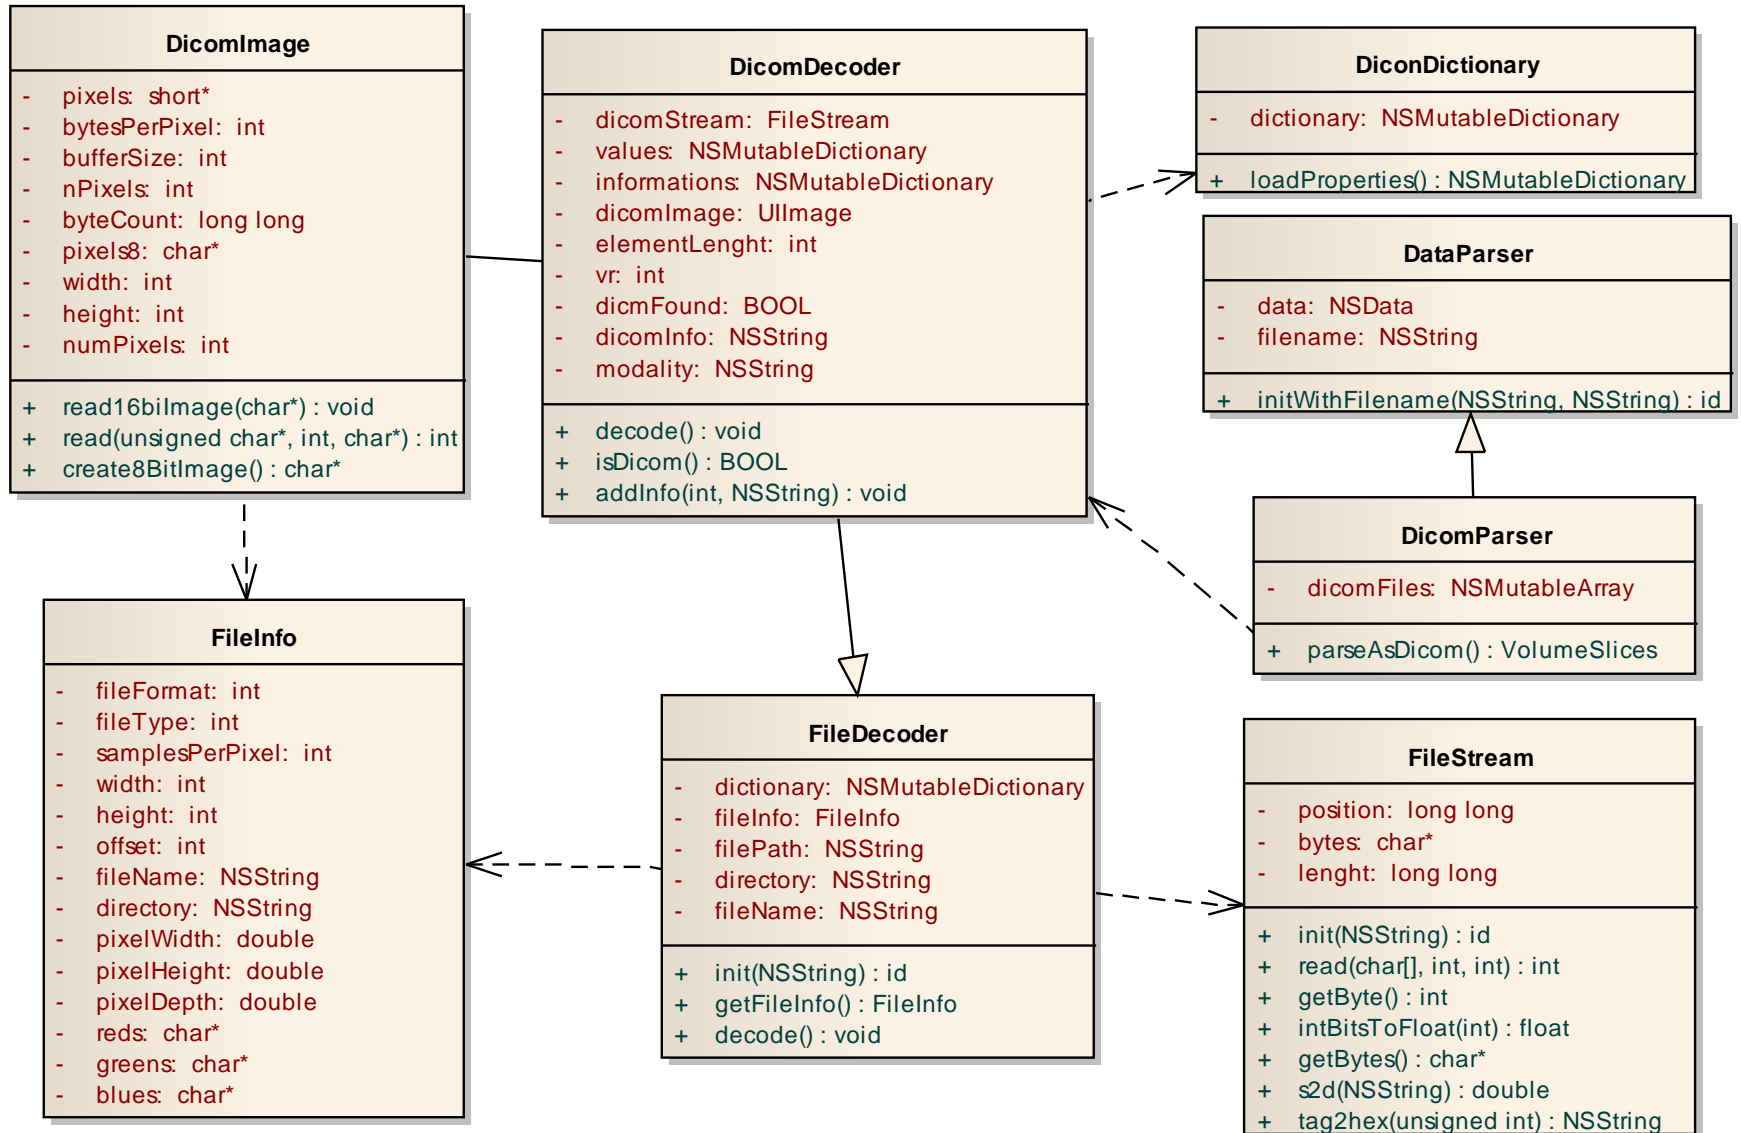 DicomImage
- pixels: short*
- bytesPerPixel: int
- bufferSize: int
- nPixels: int
- byteCount: long long
- pixels8: char*
- width: int
- height: int
- numPixels: int
+ read16biImage(char*) : void
+ read(unsigned char*, int, char*) : int
+ create8BitImage() : char*
DicomDecoder
- dicomStream: FileStream
- values: NSMutableDictionary
- informations: NSMutableDictionary
- dicomImage: UIImage
- elementLenght: int
- vr: int
- dicmFound: BOOL
- dicomInfo: NSString
- modality: NSString
+ decode() : void
+ isDicom() : BOOL
+ addInfo(int, NSString) : void
DiconDictionary
- dictionary: NSMutableDictionary
+ loadProperties() : NSMutableDictionary
DataParser
- data: NSData
- filename: NSString
+ initWithFilename(NSString, NSString) : id
DicomParser
- dicomFiles: NSMutableArray
+ parseAsDicom() : VolumeSlices
FileInfo
- fileFormat: int
- fileType: int
- samplesPerPixel: int
- width: int
- height: int
- offset: int
- fileName: NSString
- directory: NSString
- pixelWidth: double
- pixelHeight: double
- pixelDepth: double
- reds: char*
- greens: char*
- blues: char*
FileDecoder
- dictionary: NSMutableDictionary
- fileInfo: FileInfo
- filePath: NSString
- directory: NSString
- fileName: NSString
+ init(NSString) : id
+ getFileInfo() : FileInfo
+ decode() : void
FileStream
- position: long long
- bytes: char*
- lenght: long long
+ init(NSString) : id
+ read(char[], int, int) : int
+ getByte() : int
+ intBitsToFloat(int) : float
+ getBytes() : char*
+ s2d(NSString) : double
+ tag2hex(unsigned int) : NSString